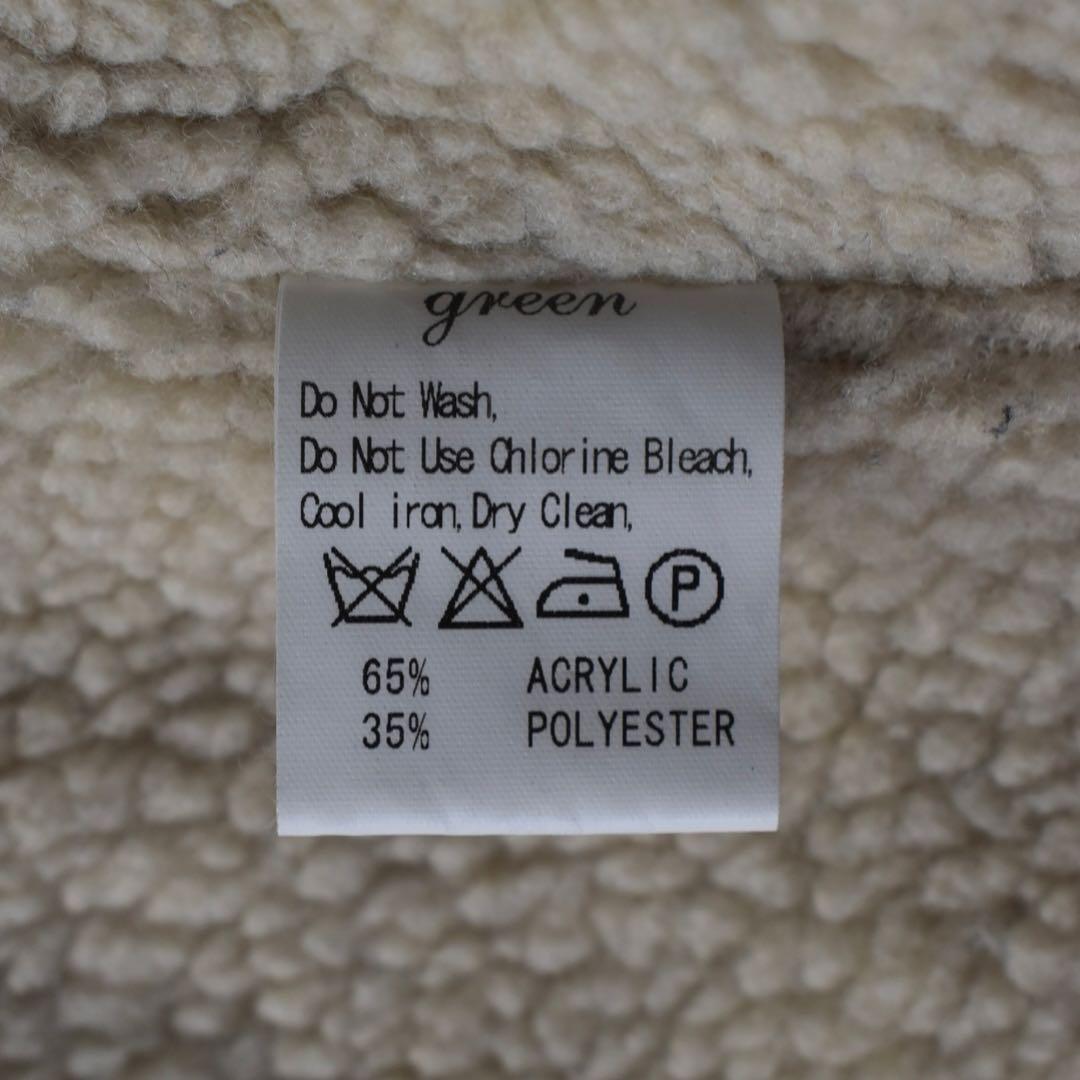 green
Do Not Wash,
Do Not Use Chlorine Bleach,
Cool iron, Dry Clean,
P
65% ACRYLIC
35% POLYESTER